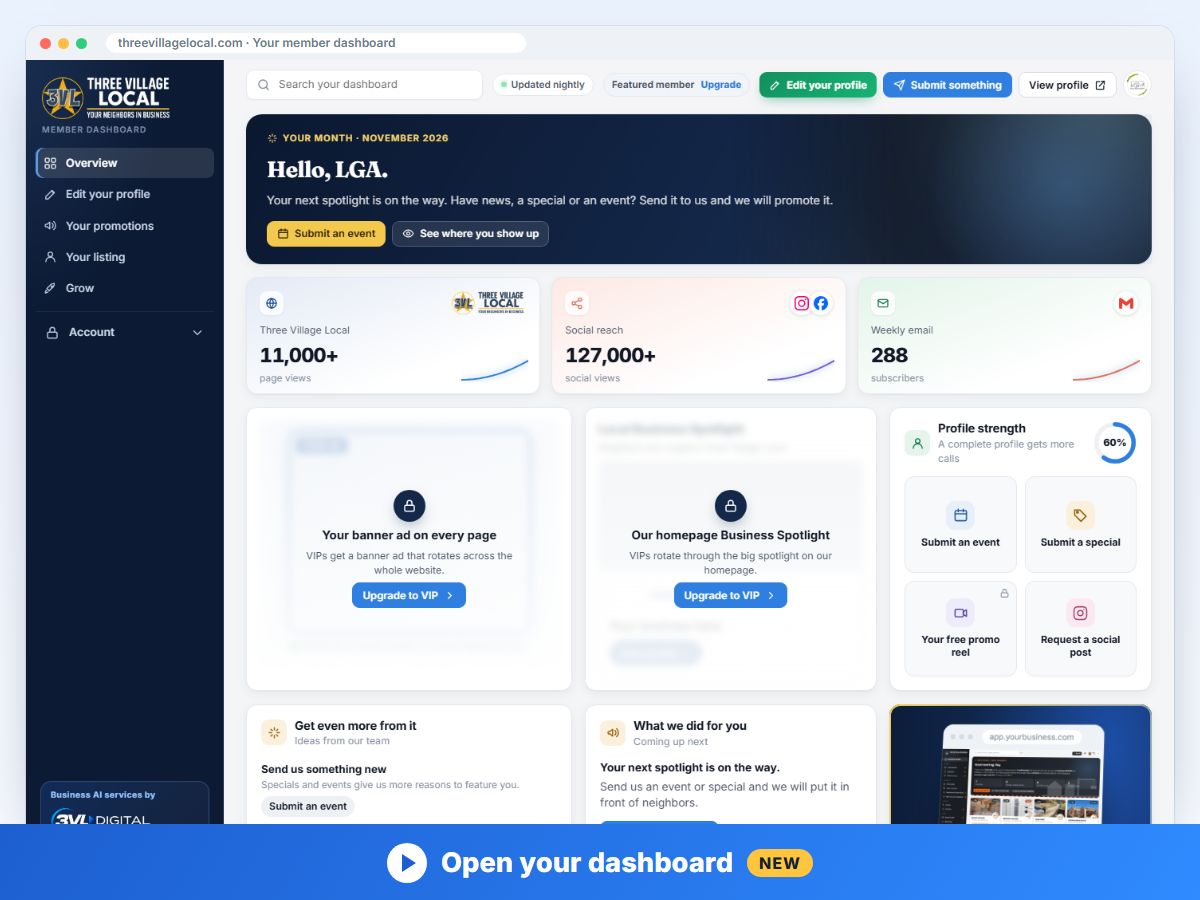 threevillagelocal.com · Your member dashboard
3VL THREE VILLAGE LOCAL
YOUR NEIGHBORS IN BUSINESS
MEMBER DASHBOARD
Overview
Edit your profile
Your promotions
Your listing
Grow
Account
Business AI services by
3VL DIGITAL
Search your dashboard
Updated nightly
Featured member Upgrade
Edit your profile
Submit something
View profile
YOUR MONTH · NOVEMBER 2026
Hello, LGA.
Your next spotlight is on the way. Have news, a special or an event? Send it to us and we will promote it.
Submit an event
See where you show up
3VL THREE VILLAGE LOCAL
Three Village Local
11,000+
page views
Social reach
127,000+
social views
Weekly email
288
subscribers
Your banner ad on every page
VIPs get a banner ad that rotates across the
whole website.
Upgrade to VIP
Our homepage Business Spotlight
VIPs rotate through the big spotlight on our
homepage.
Upgrade to VIP
Profile strength
A complete profile gets more
calls
60%
Submit an event
Submit a special
Your free promo
reel
Request a social
post
Get even more from it
Ideas from our team
Send us something new
Specials and events give us more reasons to feature you.
Submit an event
What we did for you
Coming up next
Your next spotlight is on the way.
Send us an event or special and we will put it in
front of neighbors.
app.yourbusiness.com
Open your dashboard
NEW